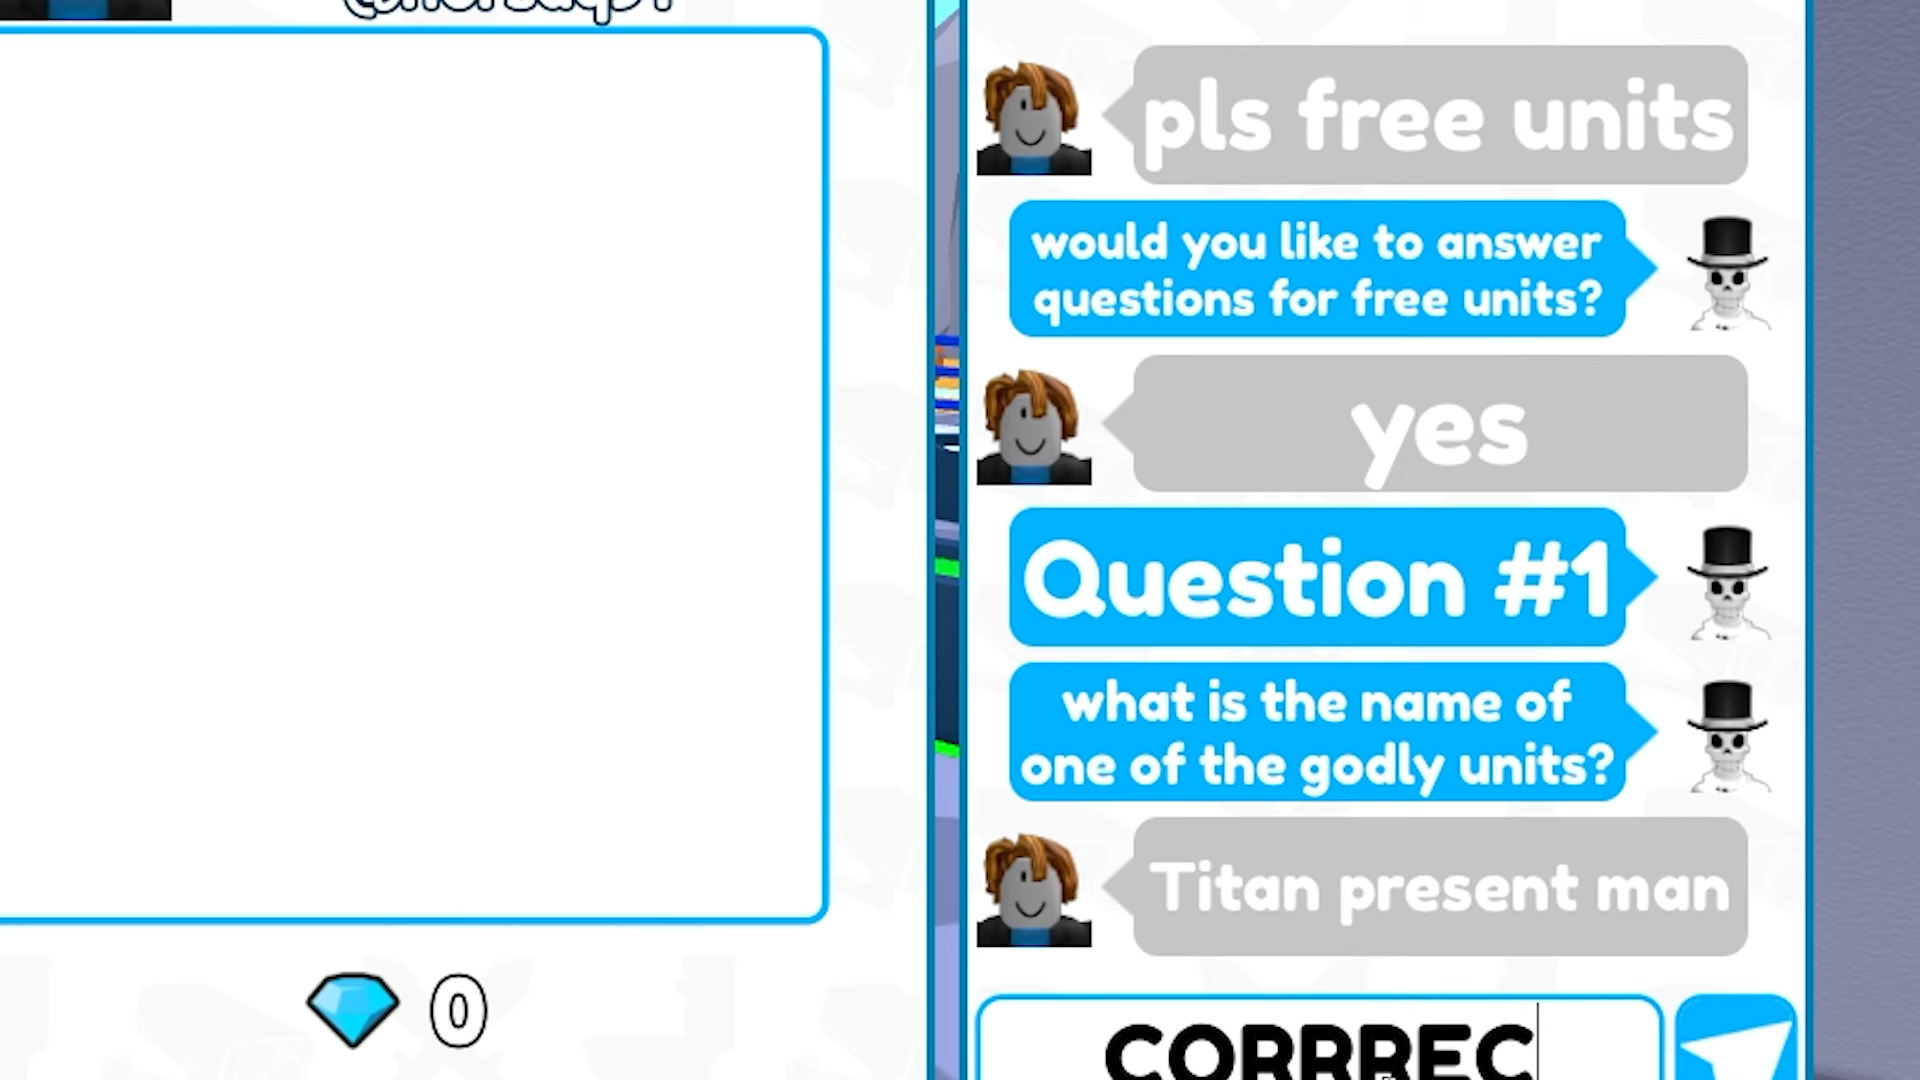 pls free units
would you like to answer
questions for free units?
yes
Question #1
what is the name of
one of the godly units?
Titan present man
0
CORRREC